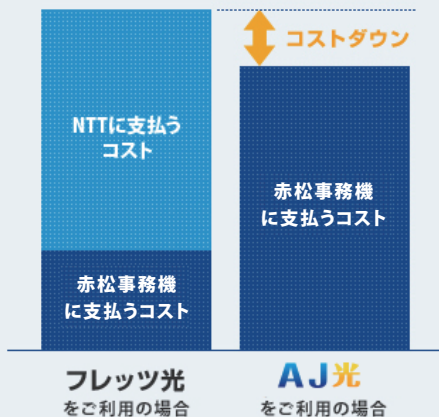 コストダウン
NTTに支払う
コスト
赤松事務機
に支払うコスト
赤松事務機
に支払うコスト
フレッツ光
をご利用の場合
AJ光
をご利用の場合